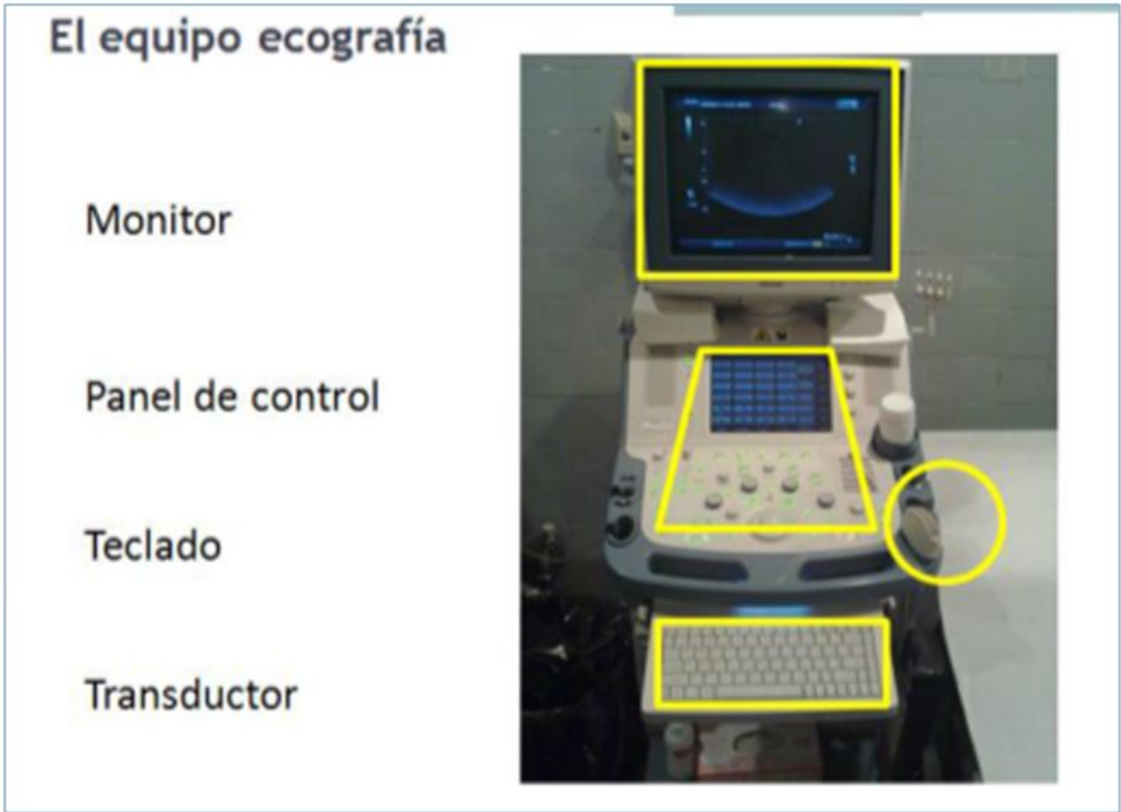 El equipo ecografía
Monitor
Panel de control
Teclado
Transductor